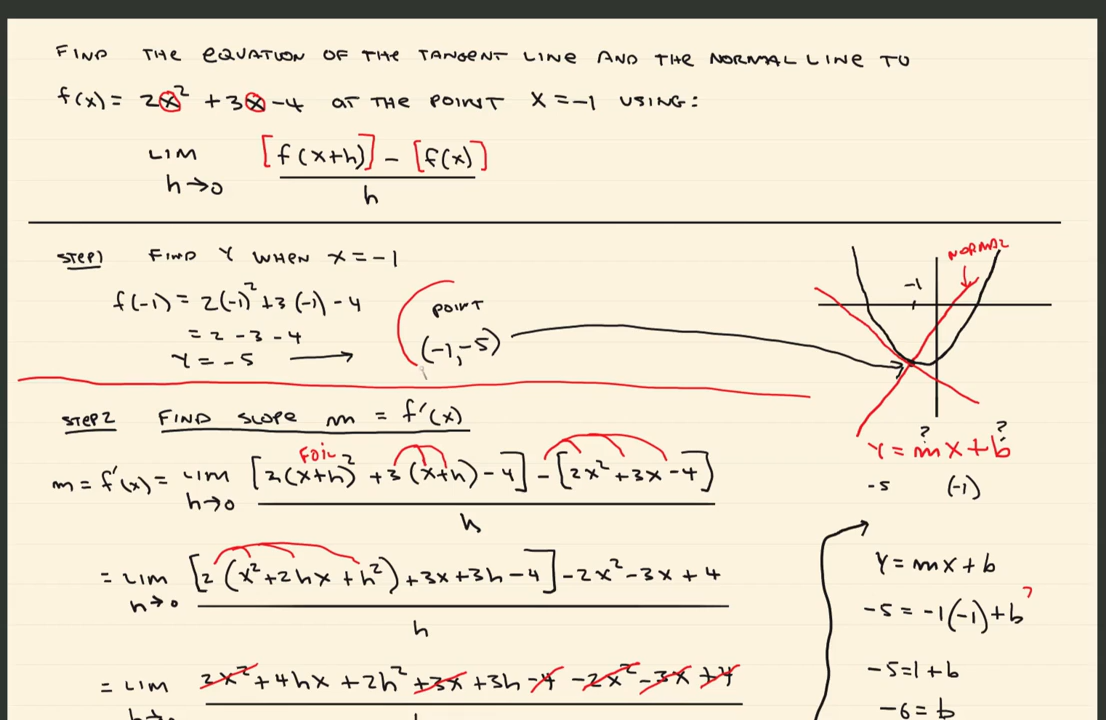 FIND THE EQUATION OF THE TANGENT LINE AND THE NORMAL LINE TO
f(x) = 2x² + 3x - 4 AT THE POINT X = -1 USING:
LIM [f(x+h)] - [f(x)]
h→0 h
STEP1 FIND Y WHEN X = -1
f(-1) = 2(-1)² + 3(-1) - 4
= 2 - 3 - 4
Y = -5
POINT
(-1, -5)
NORMAL
-1
? ?
Y = mx + b
-5 (-1)
STEP2 FIND SLOPE m = f'(x)
FOIL
m = f'(x) = LIM [2(x+h)² + 3(x+h) - 4] - [2x² + 3x - 4]
h→0 h
= LIM [2(x² + 2hx + h²) + 3x + 3h - 4] - 2x² - 3x + 4
h→0 h
= LIM 2x² + 4hx + 2h² + 3x + 3h - 4 - 2x² - 3x + 4
Y = mx + b
-5 = -1(-1) + b ?
-5 = 1 + b
-6 = b